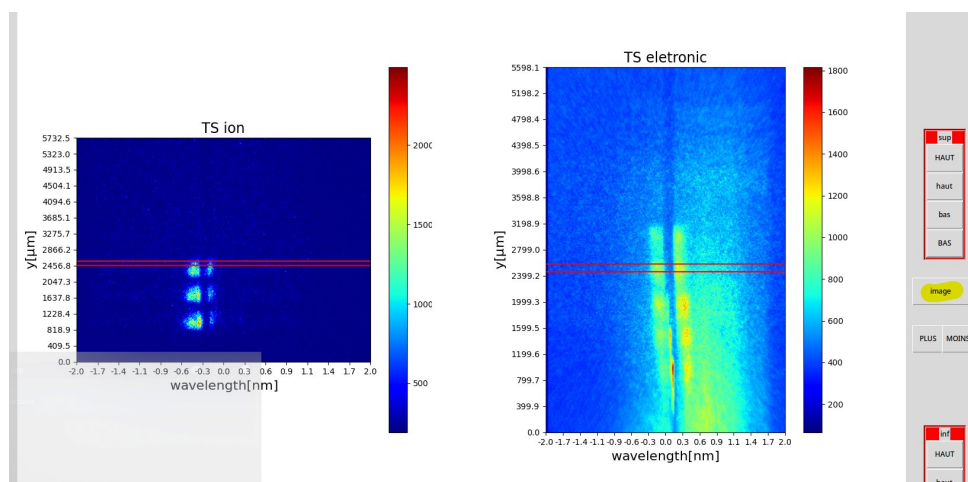 TS ion
5732.5
5323.0
4913.5
4504.1
4094.6
3685.1
3275.7
2866.2
2456.8
2047.3
1637.8
1228.4
818.9
409.5
0.0
y[μm]
-2.0 -1.7 -1.4 -1.1 -0.9 -0.6 -0.3 0.0 0.3 0.6 0.9 1.1 1.4 1.7 2.0
wavelength[nm]
2000
1500
1000
500
TS eletronic
5598.1
5198.2
4798.4
4398.5
3998.6
3598.8
3198.9
2799.0
2399.2
1999.3
1599.5
1199.6
799.7
399.9
0.0
y[μm]
-2.0 -1.7 -1.4 -1.1 -0.9 -0.6 -0.3 0.0 0.3 0.6 0.9 1.1 1.4 1.7 2.0
wavelength[nm]
1800
1600
1400
1200
1000
800
600
400
200
sup
HAUT
haut
bas
BAS
image
PLUS MOINS
inf
HAUT